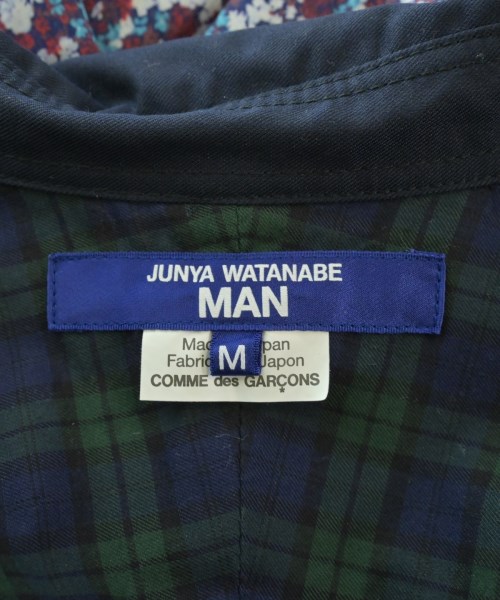 JUNYA WATANABE
MAN
M
Fabric Japon
COMME des GARÇONS